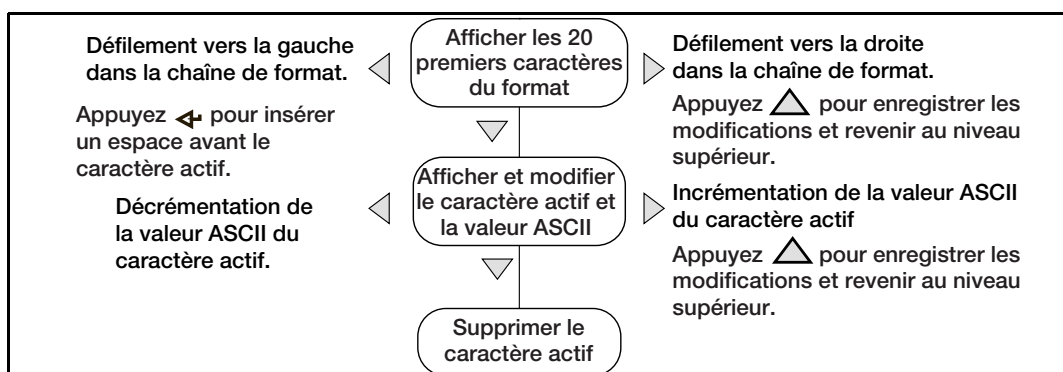 Défilement vers la gauche
dans la chaîne de format.
Appuyez pour insérer
un espace avant le
caractère actif.
Afficher les 20
premiers caractères
du format
Défilement vers la droite
dans la chaîne de format.
Appuyez pour enregistrer les
modifications et revenir au niveau
supérieur.
Décrémentation de
la valeur ASCII du
caractère actif.
Afficher et modifier
le caractère actif et
la valeur ASCII
Incrémentation de la valeur ASCII
du caractère actif
Appuyez pour enregistrer les
modifications et revenir au niveau
supérieur.
Supprimer le
caractère actif